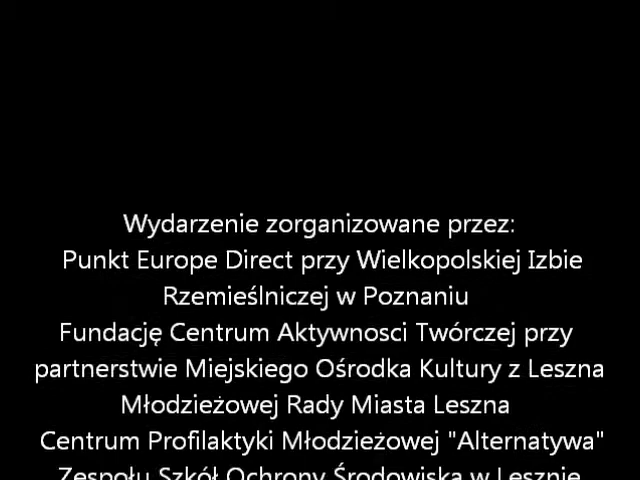 Wydarzenie zorganizowane przez:
Punkt Europe Direct przy Wielkopolskiej Izbie
Rzemieślniczej w Poznaniu
Fundację Centrum Aktywnosci Twórczej przy
partnerstwie Miejskiego Ośrodka Kultury z Leszna
Młodzieżowej Rady Miasta Leszna
Centrum Profilaktyki Młodzieżowej "Alternatywa"
Zespołu Szkół Ochrony Środowiska w Lesznie